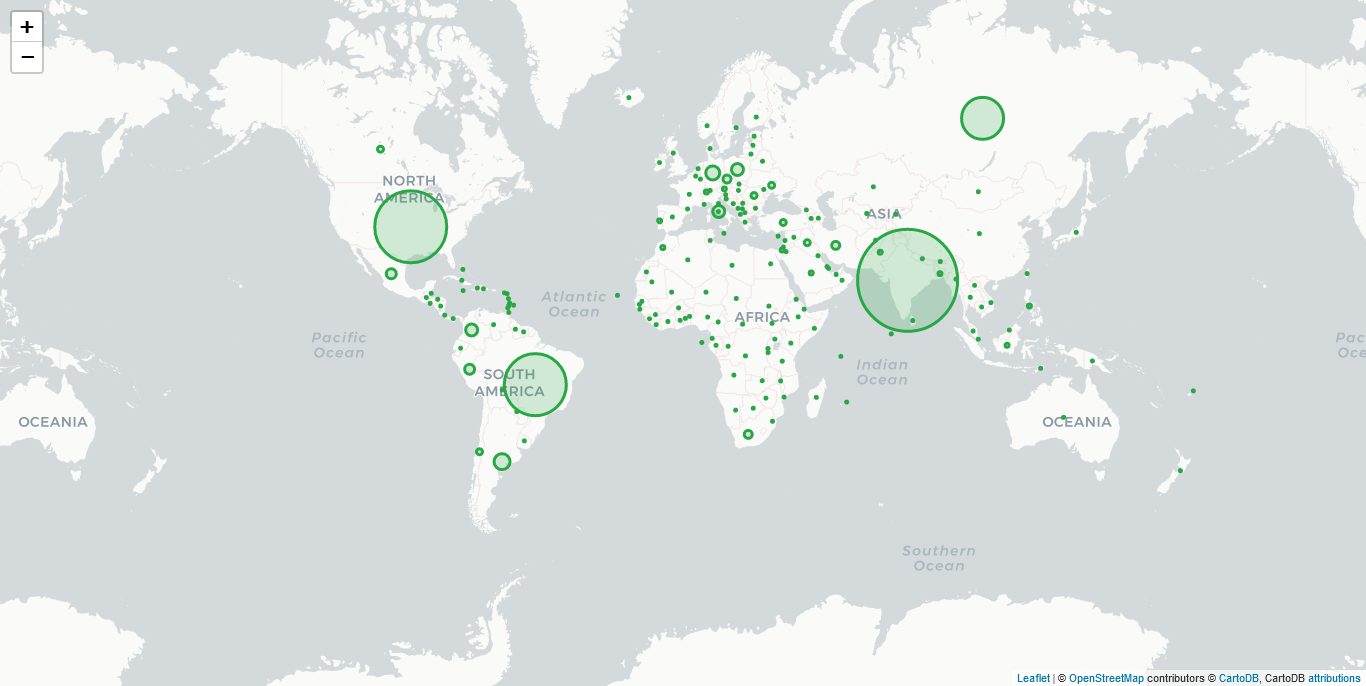 +
−
NORTH
AMERICA
ASIA
Atlantic
Ocean
AFRICA
Pacific
Ocean
Pac
Oce
Indian
Ocean
SOUTH
AMERICA
OCEANIA
OCEANIA
Southern
Ocean
Leaflet | © OpenStreetMap contributors © CartoDB, CartoDB attributions